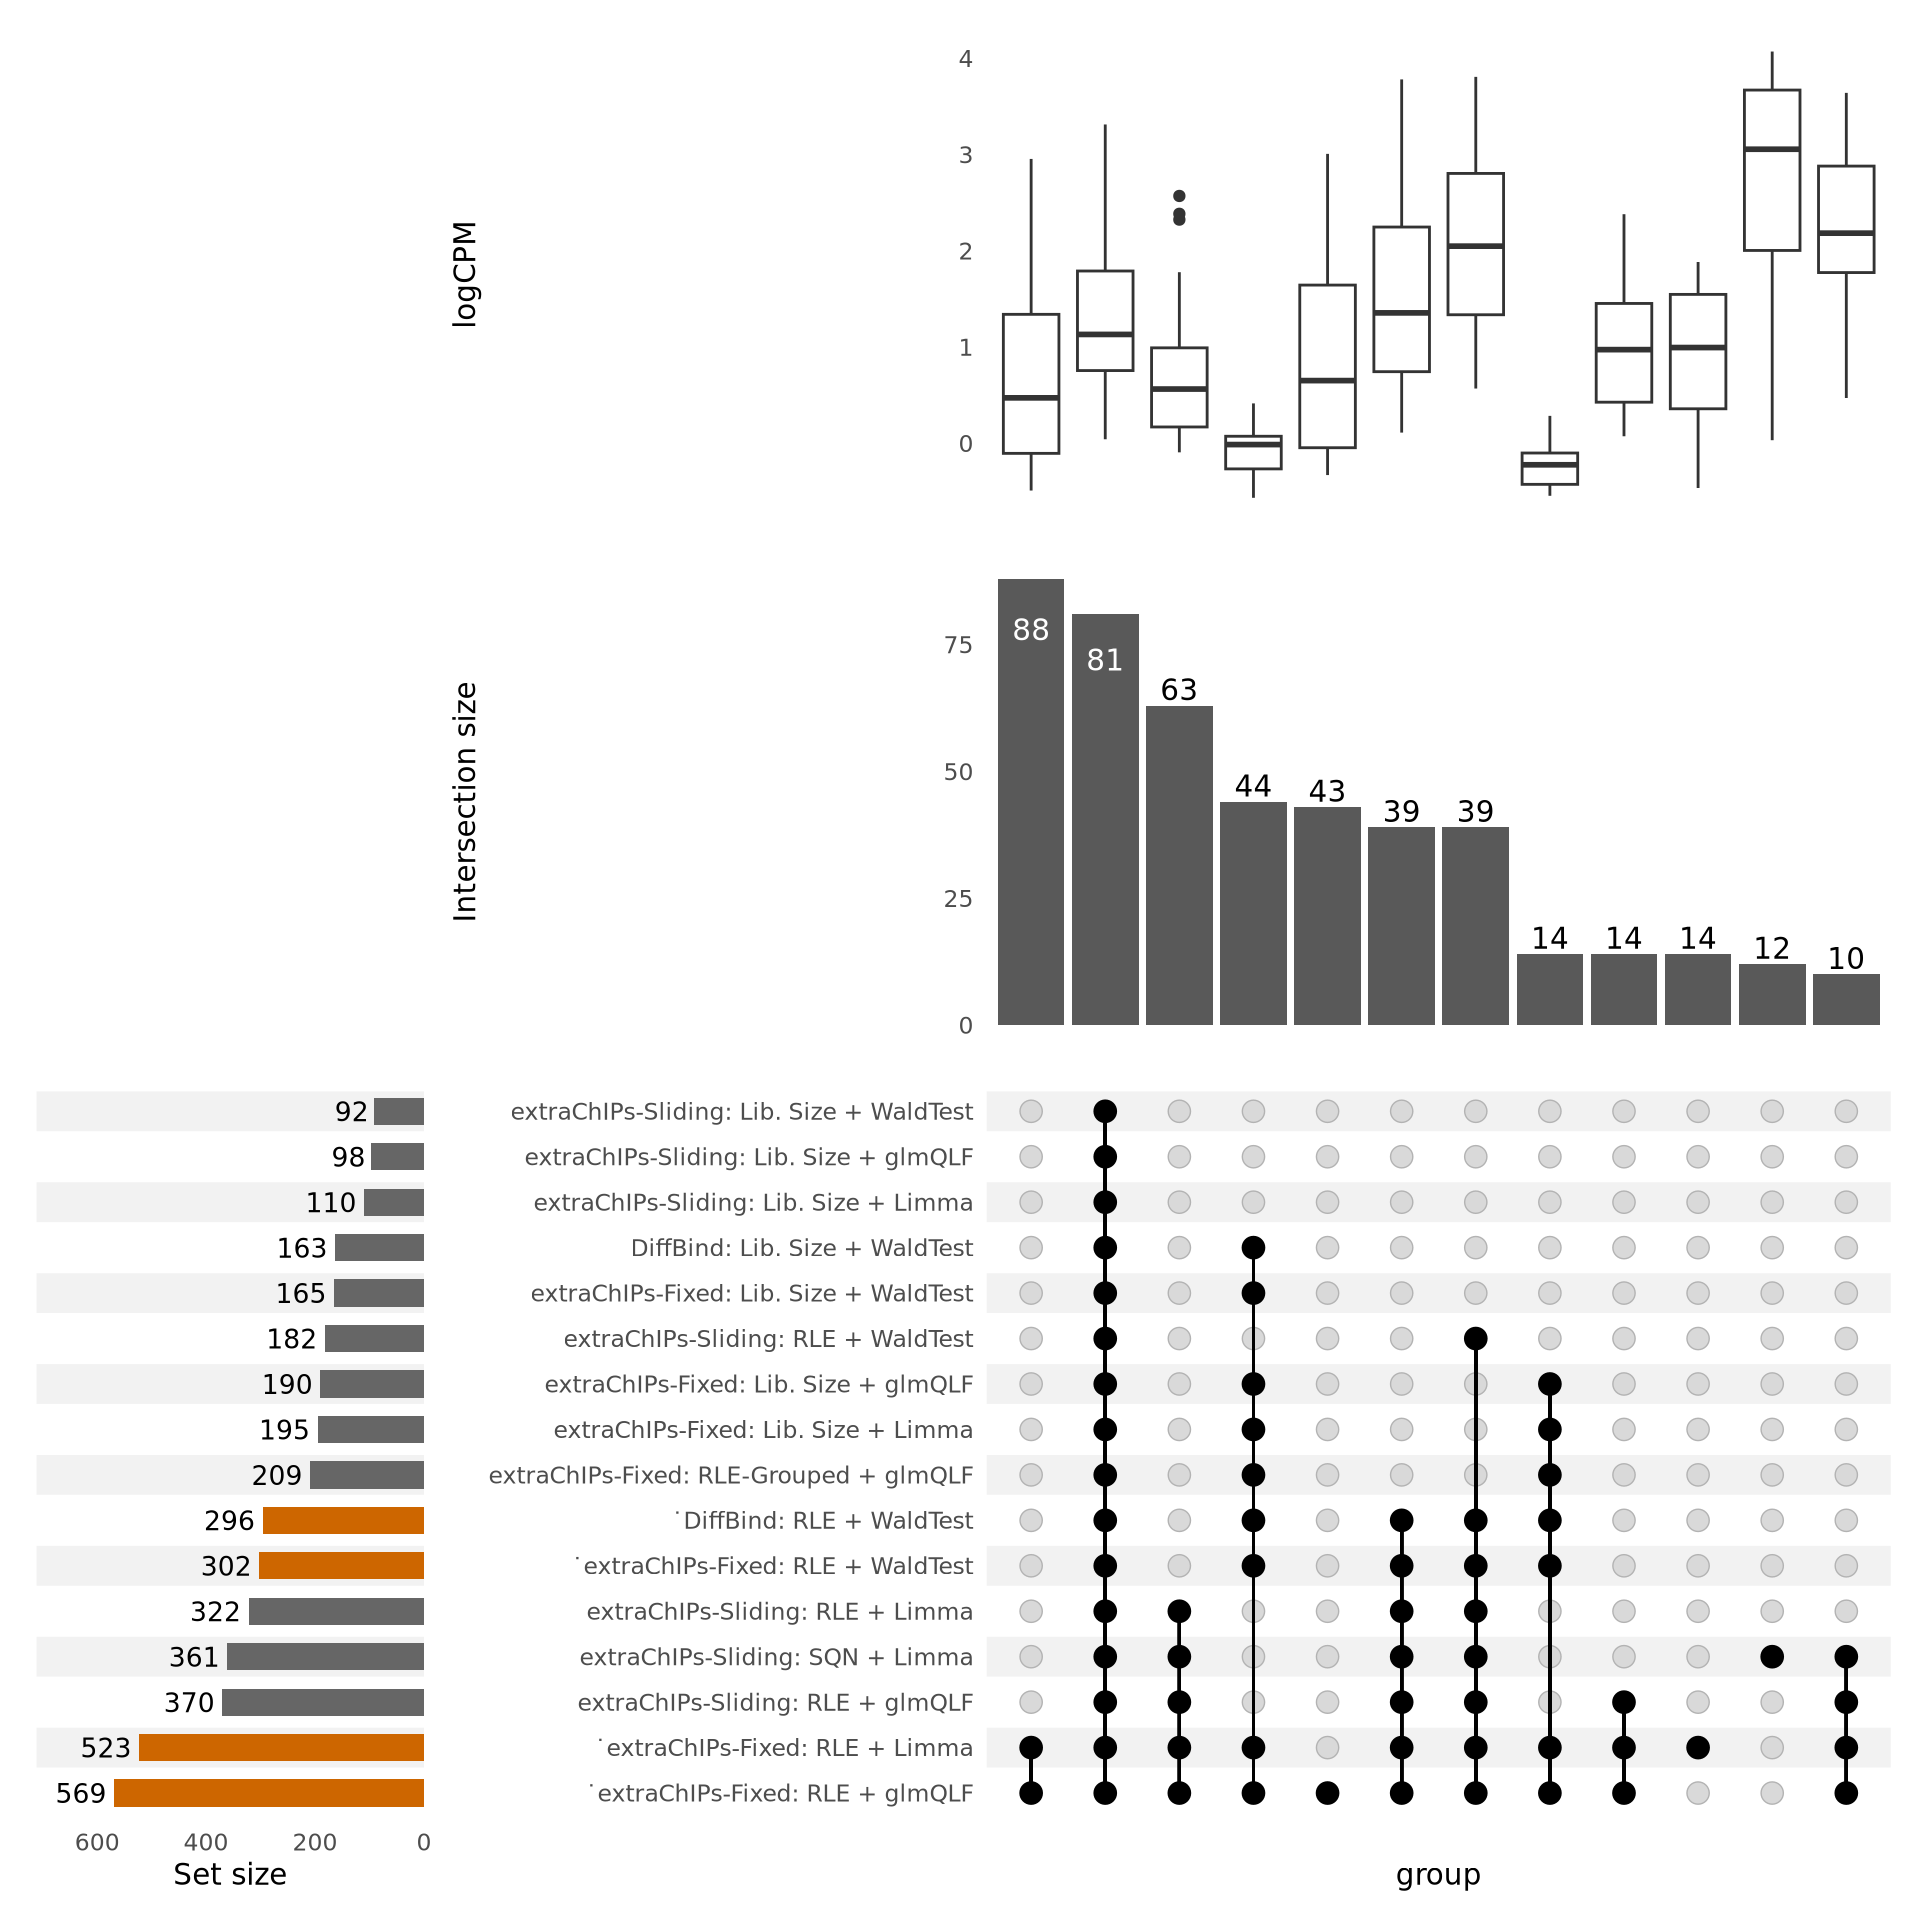 logCPM
4
3
2
1
0
Intersection size
75
50
25
0
88
81
63
44
43
39
39
14
14
14
12
10
92
extraChIPs-Sliding: Lib. Size + WaldTest
98
extraChIPs-Sliding: Lib. Size + glmQLF
110
extraChIPs-Sliding: Lib. Size + Limma
163
DiffBind: Lib. Size + WaldTest
165
extraChIPs-Fixed: Lib. Size + WaldTest
182
extraChIPs-Sliding: RLE + WaldTest
190
extraChIPs-Fixed: Lib. Size + glmQLF
195
extraChIPs-Fixed: Lib. Size + Limma
209
extraChIPs-Fixed: RLE-Grouped + glmQLF
296
˙DiffBind: RLE + WaldTest
302
˙extraChIPs-Fixed: RLE + WaldTest
322
extraChIPs-Sliding: RLE + Limma
361
extraChIPs-Sliding: SQN + Limma
370
extraChIPs-Sliding: RLE + glmQLF
523
˙extraChIPs-Fixed: RLE + Limma
569
˙extraChIPs-Fixed: RLE + glmQLF
600 400 200 0
Set size
group